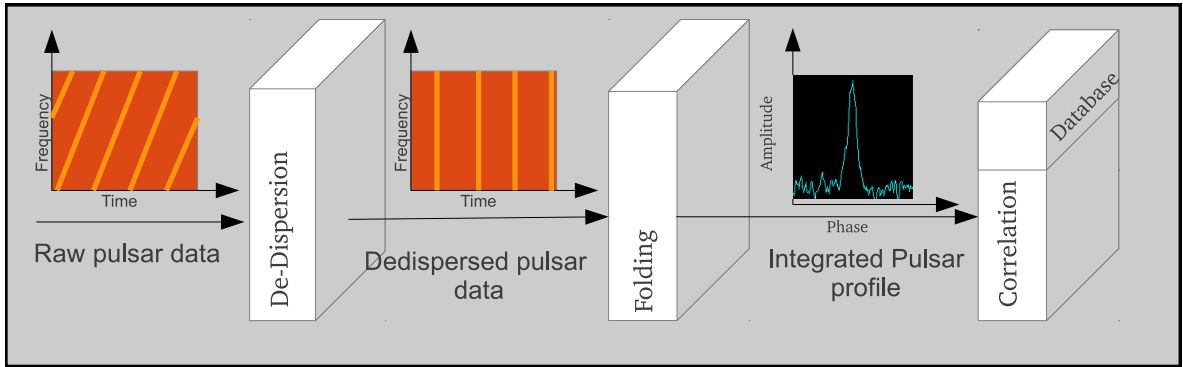 Frequency
Time
Raw pulsar data
De-Dispersion
Frequency
Time
Dedispersed pulsar
data
Folding
Amplitude
Phase
Integrated Pulsar
profile
Database
Correlation